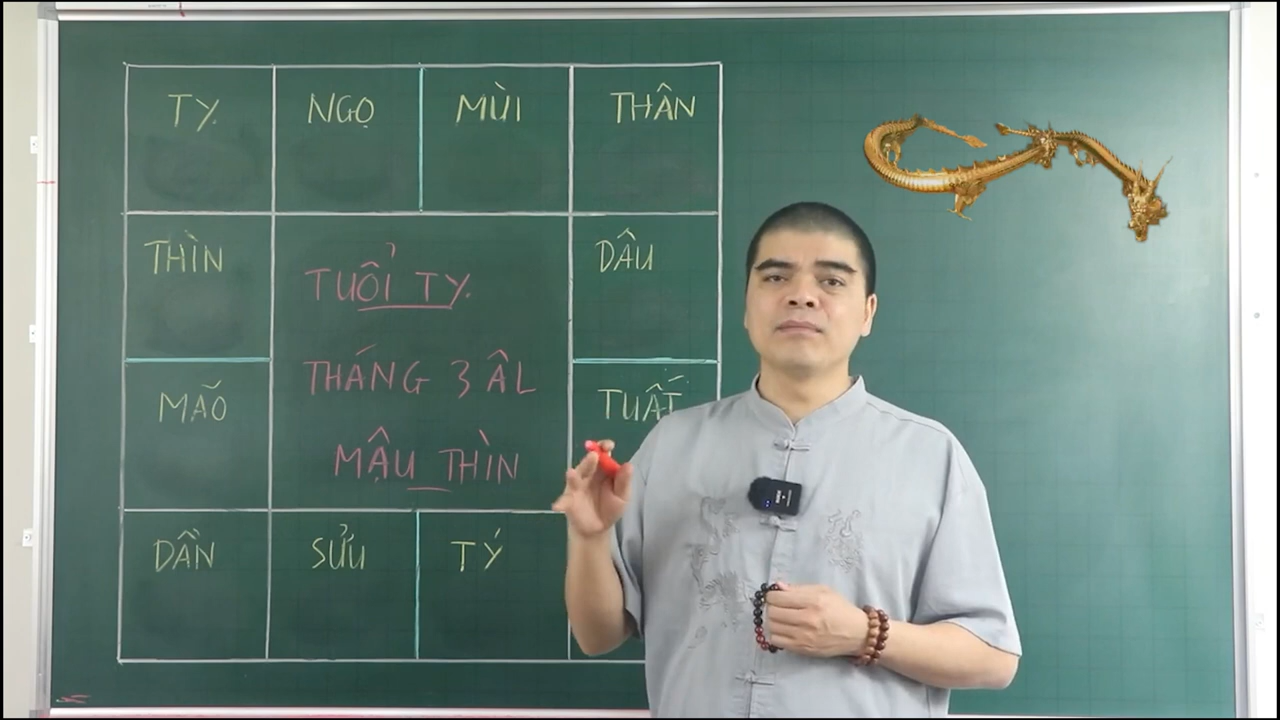 TỴ NGỌ MÙI THÂN
THÌN DẬU
TUỔI TỴ
THÁNG 3 ÂL
MÃO TUẤT
MẬU THÌN
DẦN SỬU TÝ